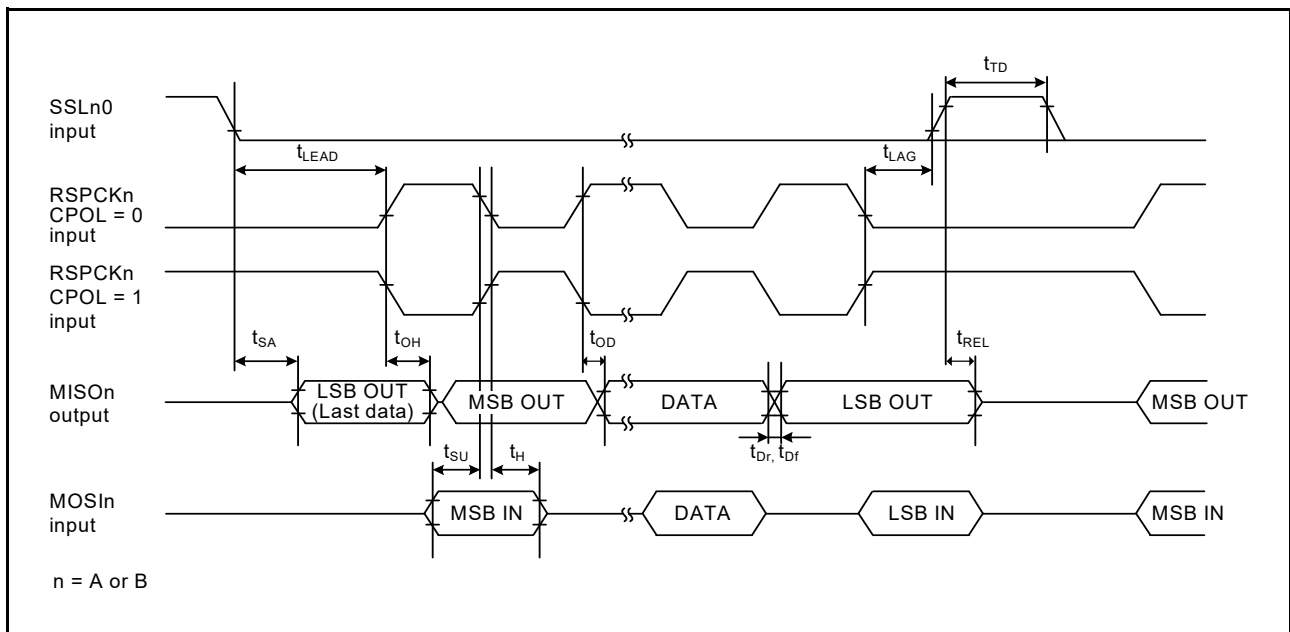 tTD
SSLn0
input
tLEAD
tLAG
RSPCKn
CPOL = 0
input
RSPCKn
CPOL = 1
input
tSA
tOH
tOD
tREL
MISOn
output
LSB OUT
(Last data)
MSB OUT
DATA
LSB OUT
MSB OUT
tSU
tH
tDr, tDf
MOSIn
input
MSB IN
DATA
LSB IN
MSB IN
n = A or B